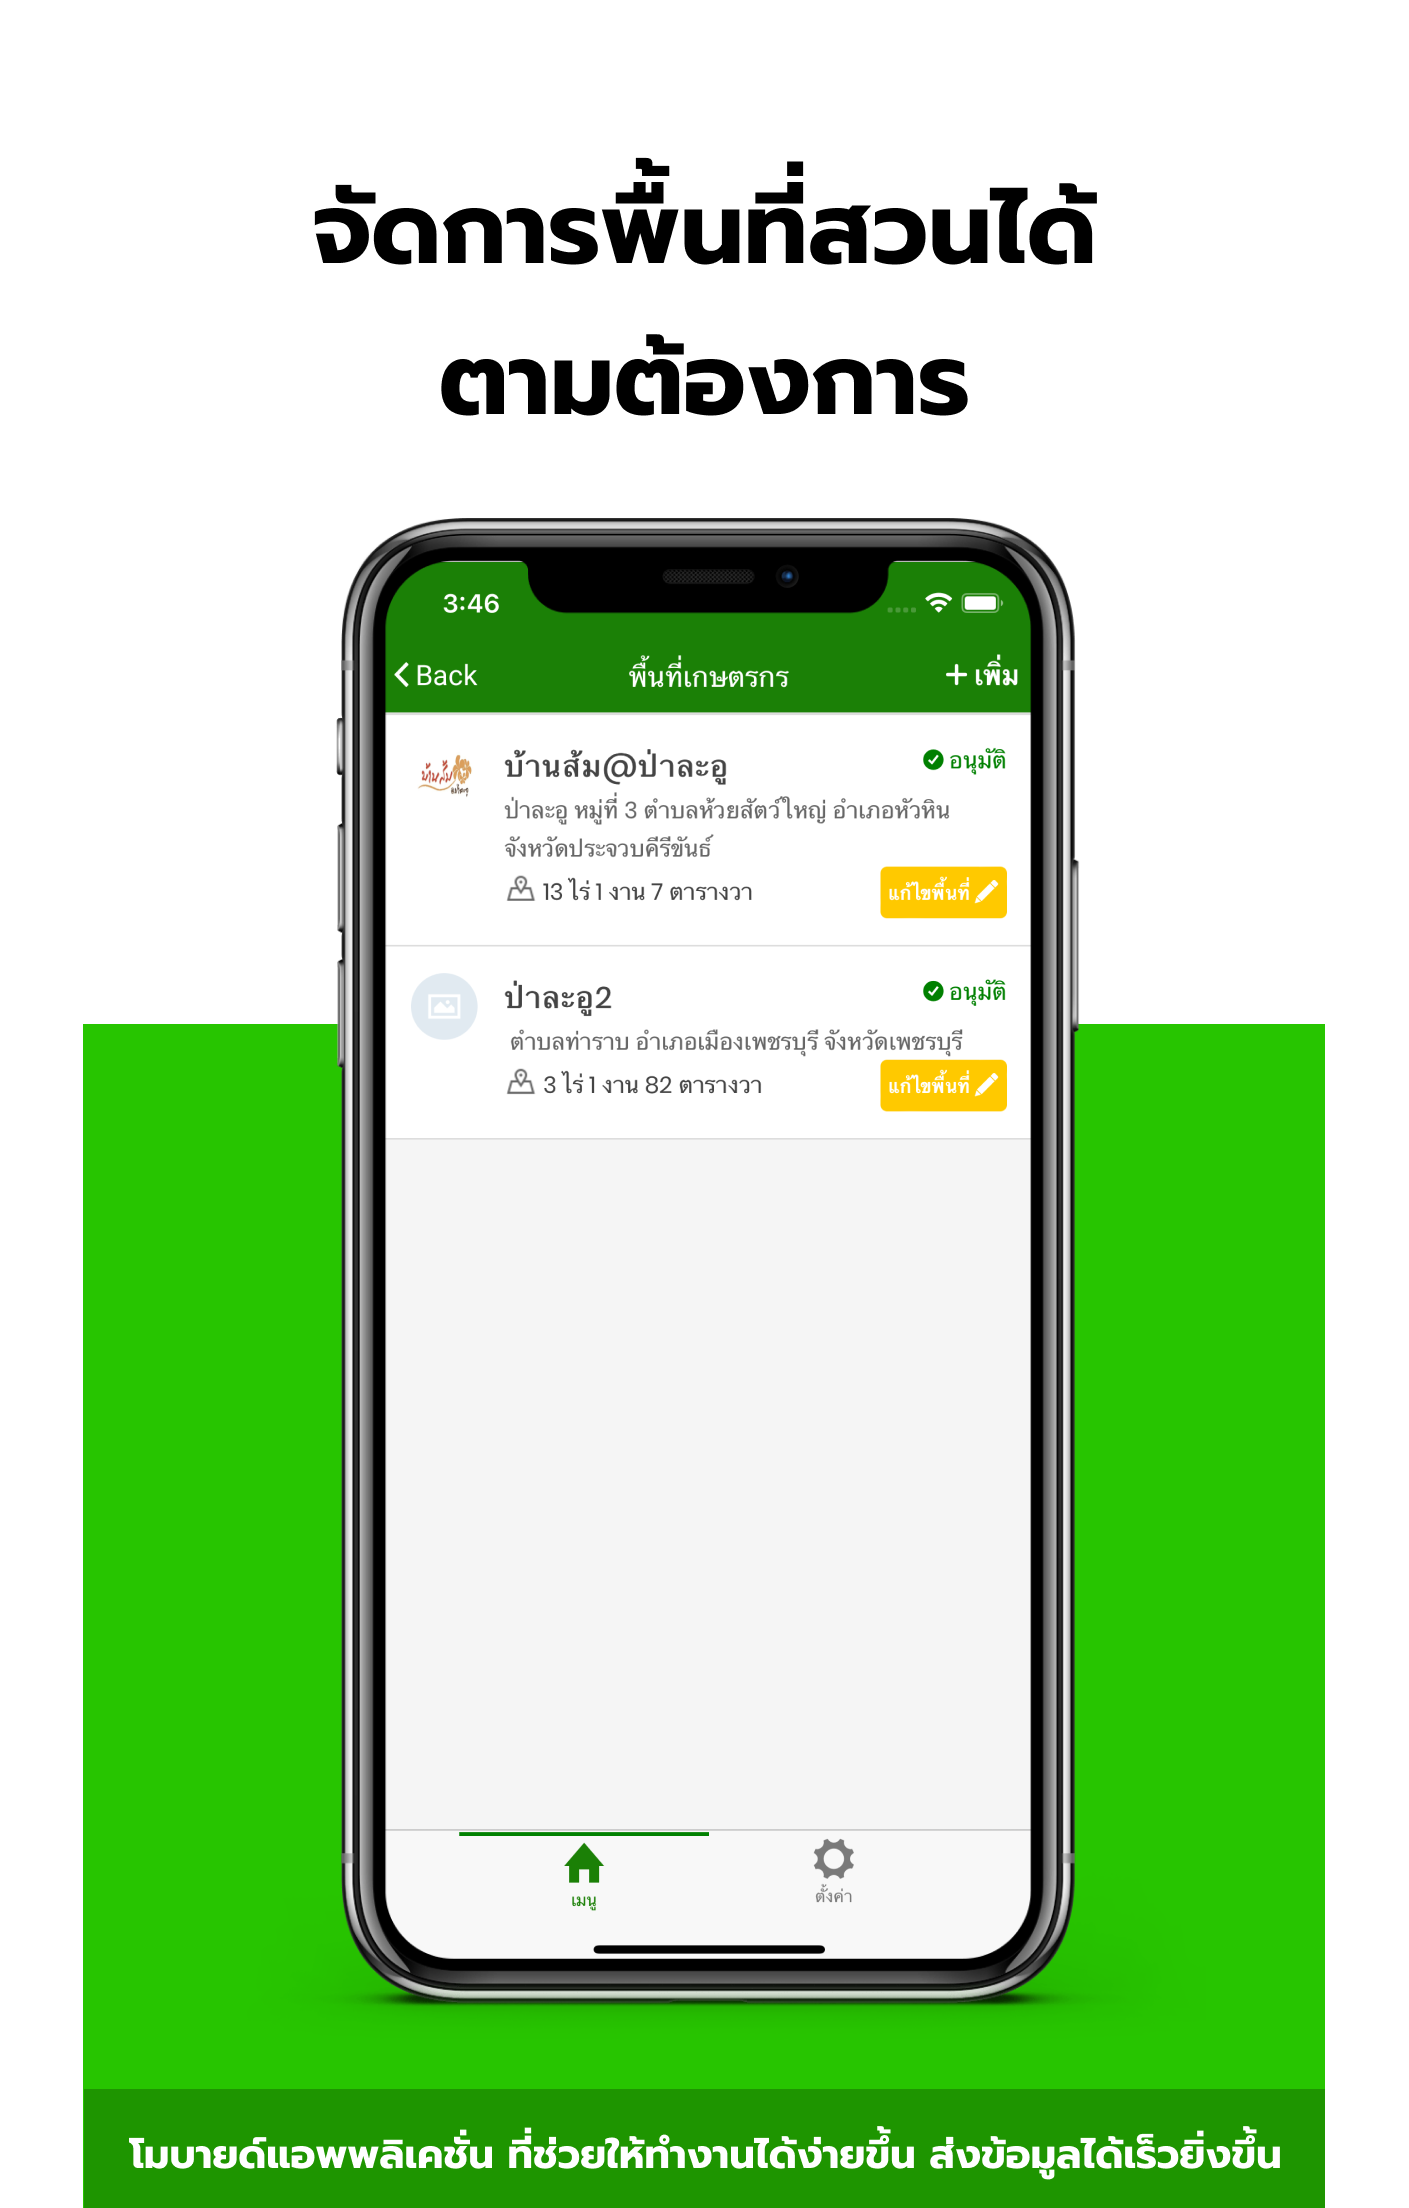 จัดการพื้นที่สวนได้
ตามต้องการ
3:46
Back
พื้นที่เกษตรกร
+ เพิ่ม
บ้านส้ม
บ้านส้ม@ป่าละอู
อนุมัติ
ป่าละอู หมู่ที่ 3 ตำบลห้วยสัตว์ใหญ่ อำเภอหัวหิน
จังหวัดประจวบคีรีขันธ์
13 ไร่ 1 งาน 7 ตารางวา
แก้ไขพื้นที่
ป่าละอู2
อนุมัติ
ตำบลท่าราบ อำเภอเมืองเพชรบุรี จังหวัดเพชรบุรี
3 ไร่ 1 งาน 82 ตารางวา
แก้ไขพื้นที่
เมนู
ตั้งค่า
โมบายด์แอพพลิเคชั่น ที่ช่วยให้ทำงานได้ง่ายขึ้น ส่งข้อมูลได้เร็วยิ่งขึ้น